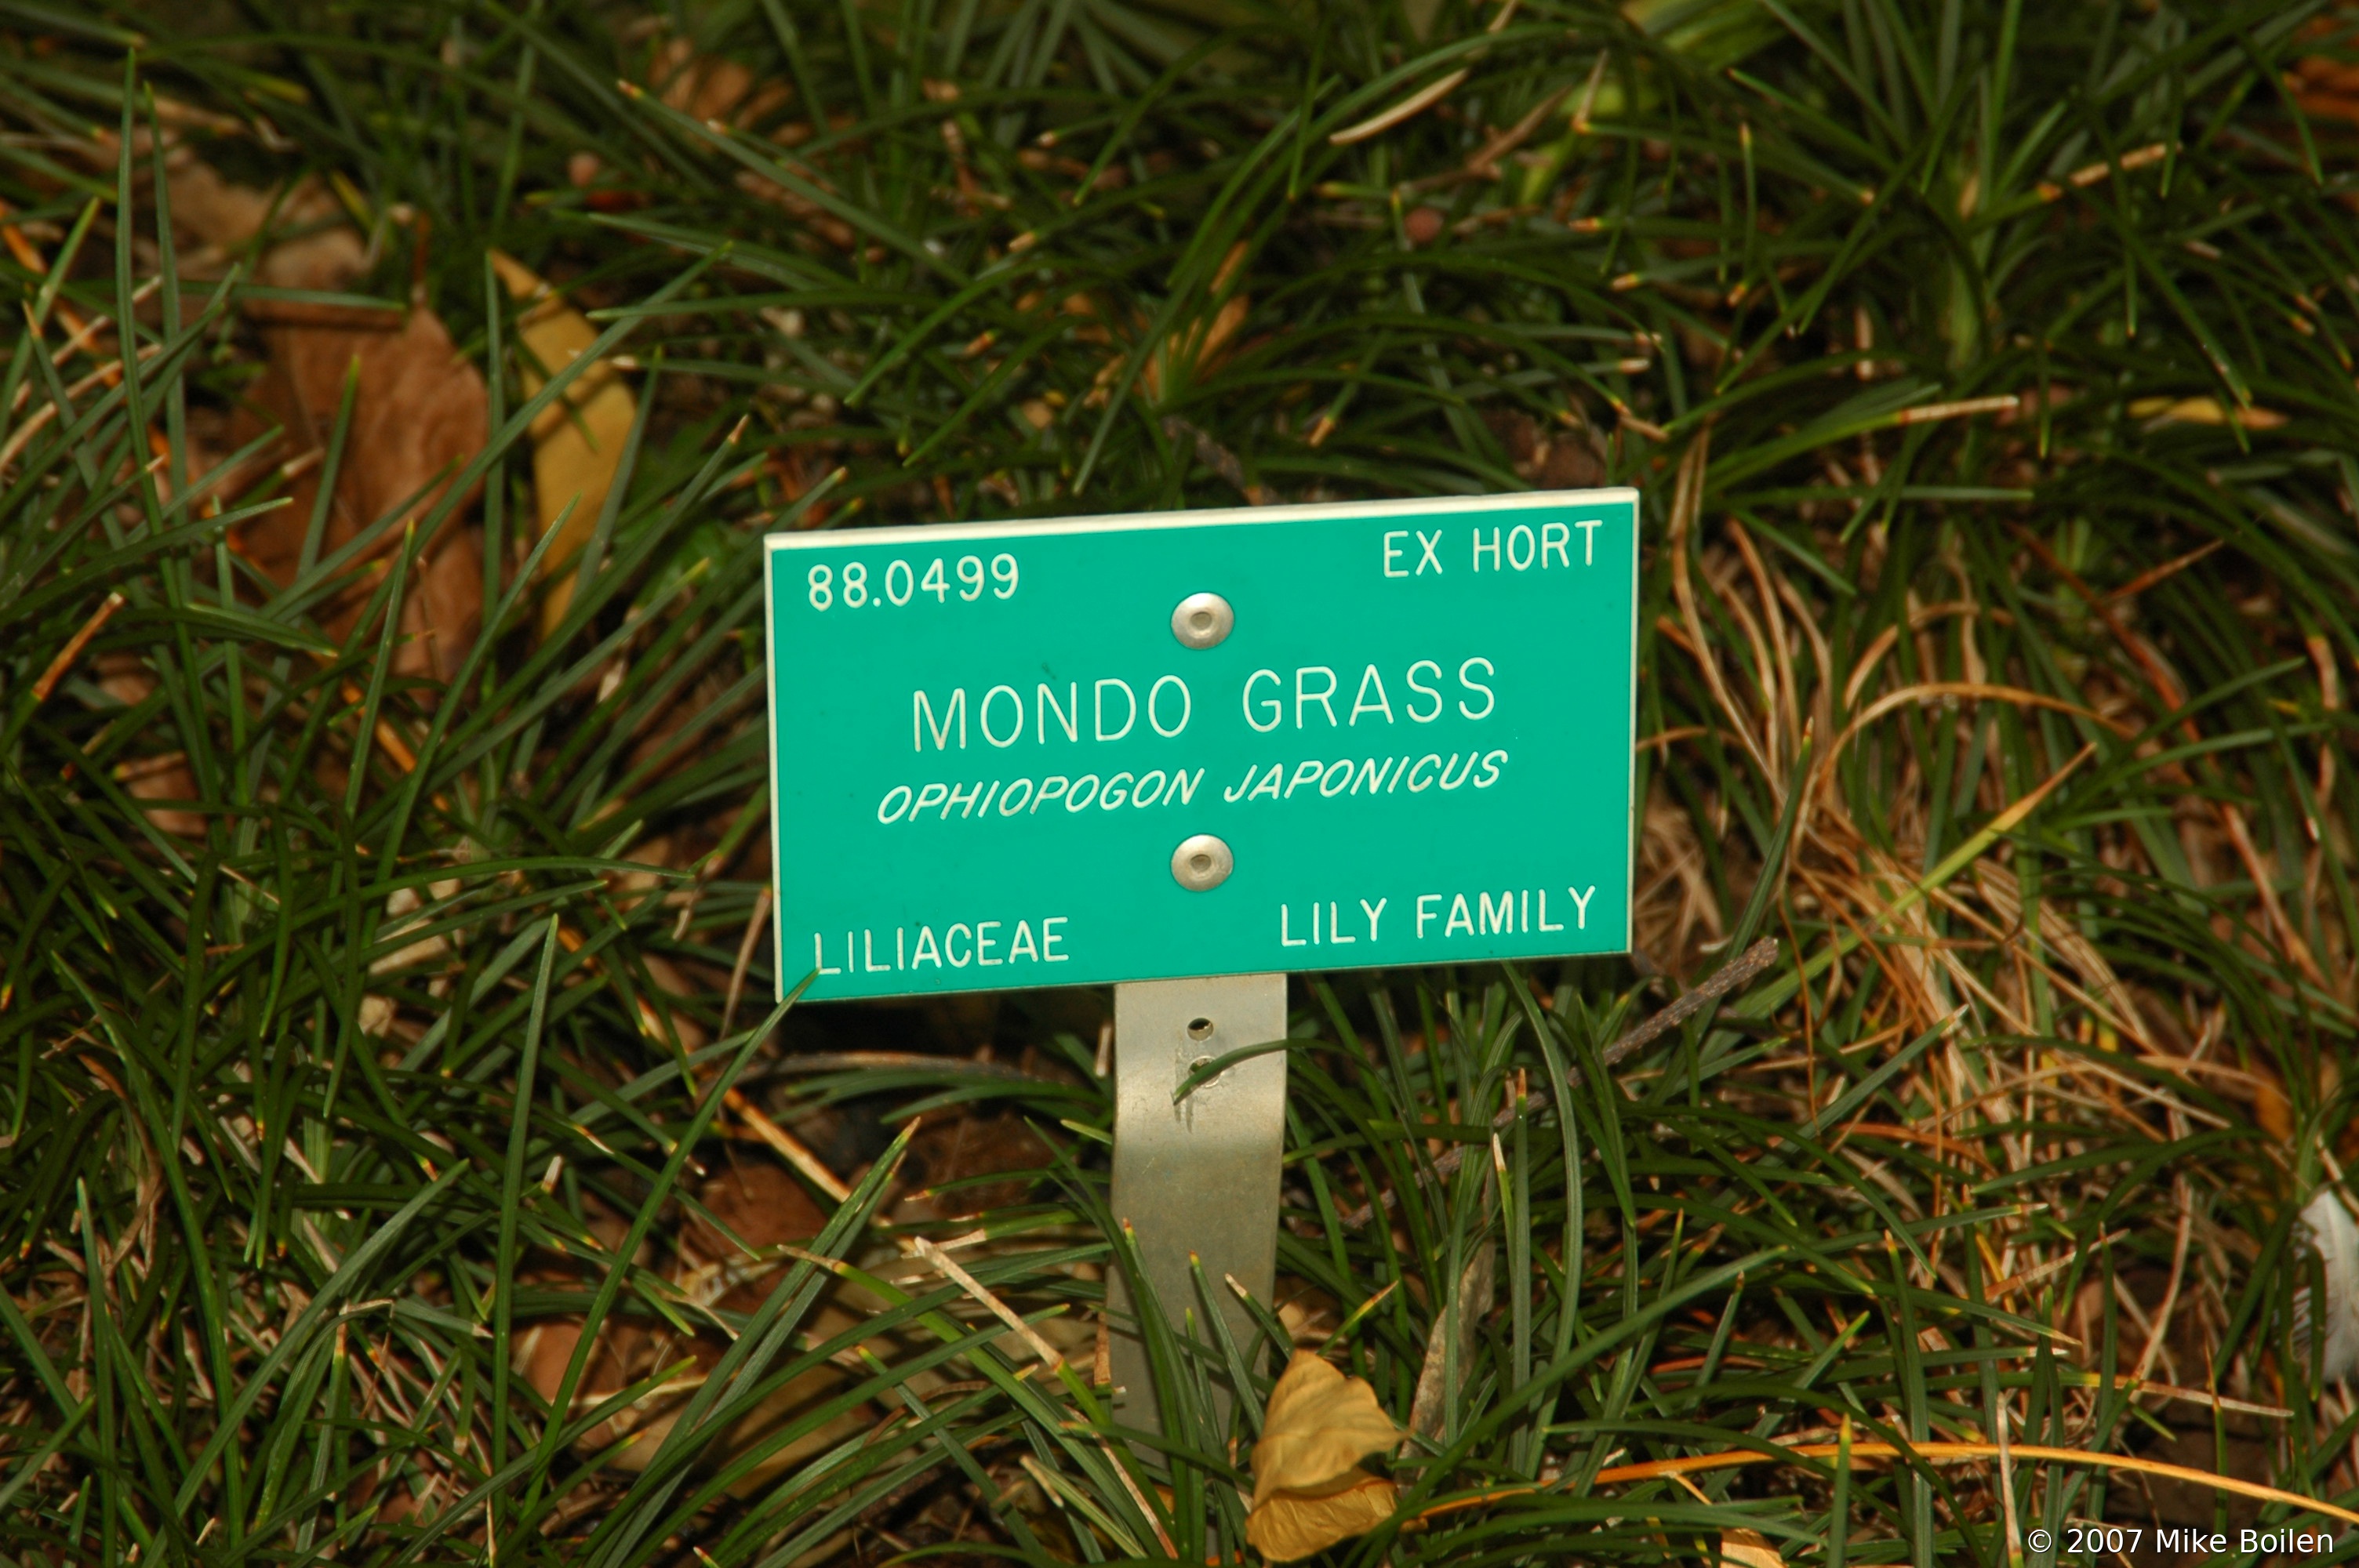 88.0499
EX HORT
MONDO GRASS
OPHIOPOGON JAPONICUS
LILIACEAE
LILY FAMILY
© 2007 Mike Boilen